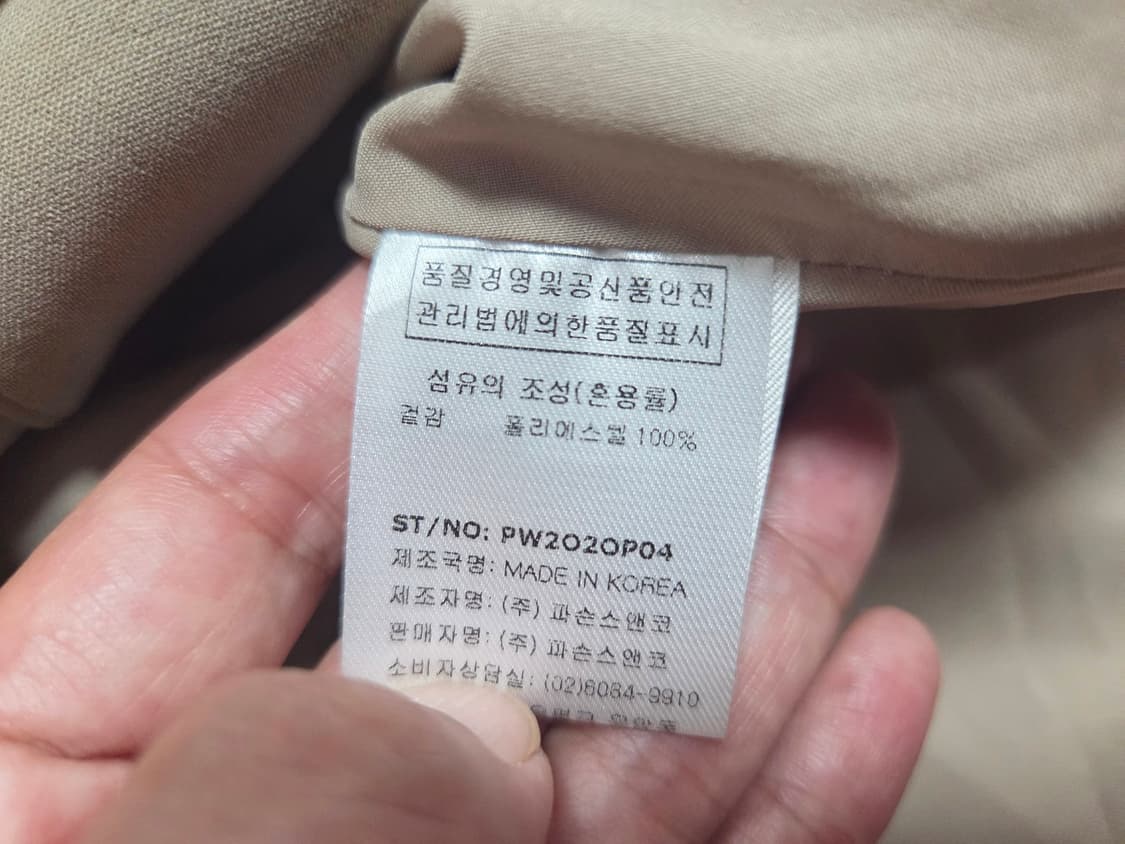 품질경영및공산품안전
관리법에의한품질표시
섬유의 조성(혼용률)
겉감 폴리에스텔 100%
ST/NO: PW2020P04
제조국명: MADE IN KOREA
제조자명: (주) 파슨스앤코
판매자명: (주) 파슨스앤코
소비자상담실: (02)6084-9910